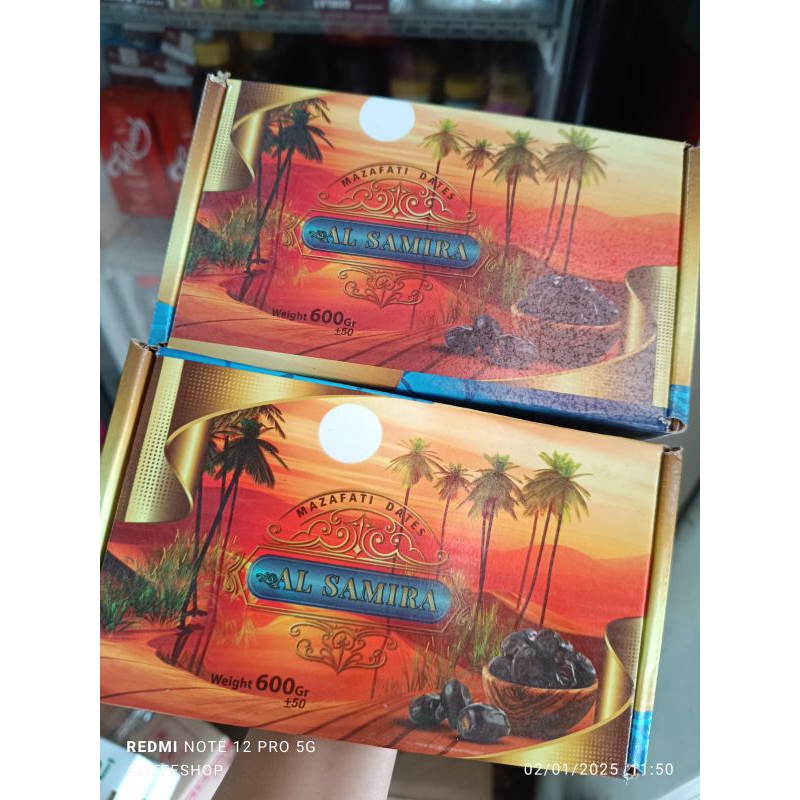 MAZAFATI DATES
AL SAMIRA
Weight 600Gr
±50
MAZAFATI DATES
AL SAMIRA
Weight 600Gr
±50
REDMI NOTE 12 PRO 5G
02/01/2025 11:50